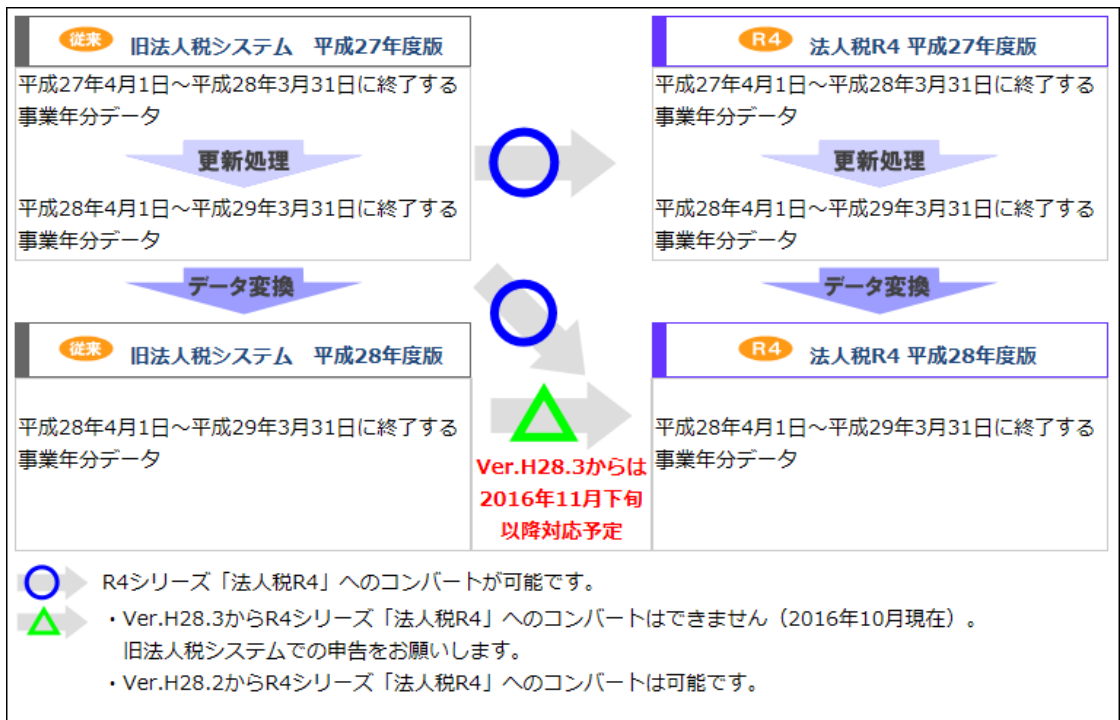 従来 旧法人税システム 平成27年度版
平成27年4月1日～平成28年3月31日に終了する
事業年分データ
更新処理
平成28年4月1日～平成29年3月31日に終了する
事業年分データ
データ変換
従来 旧法人税システム 平成28年度版
平成28年4月1日～平成29年3月31日に終了する
事業年分データ
Ver.H28.3からは
2016年11月下旬
以降対応予定
R4 法人税R4 平成27年度版
平成27年4月1日～平成28年3月31日に終了する
事業年分データ
更新処理
平成28年4月1日～平成29年3月31日に終了する
事業年分データ
データ変換
R4 法人税R4 平成28年度版
平成28年4月1日～平成29年3月31日に終了する
事業年分データ
R4シリーズ「法人税R4」へのコンバートが可能です。
・Ver.H28.3からR4シリーズ「法人税R4」へのコンバートはできません（2016年10月現在）。
旧法人税システムでの申告をお願いします。
・Ver.H28.2からR4シリーズ「法人税R4」へのコンバートは可能です。